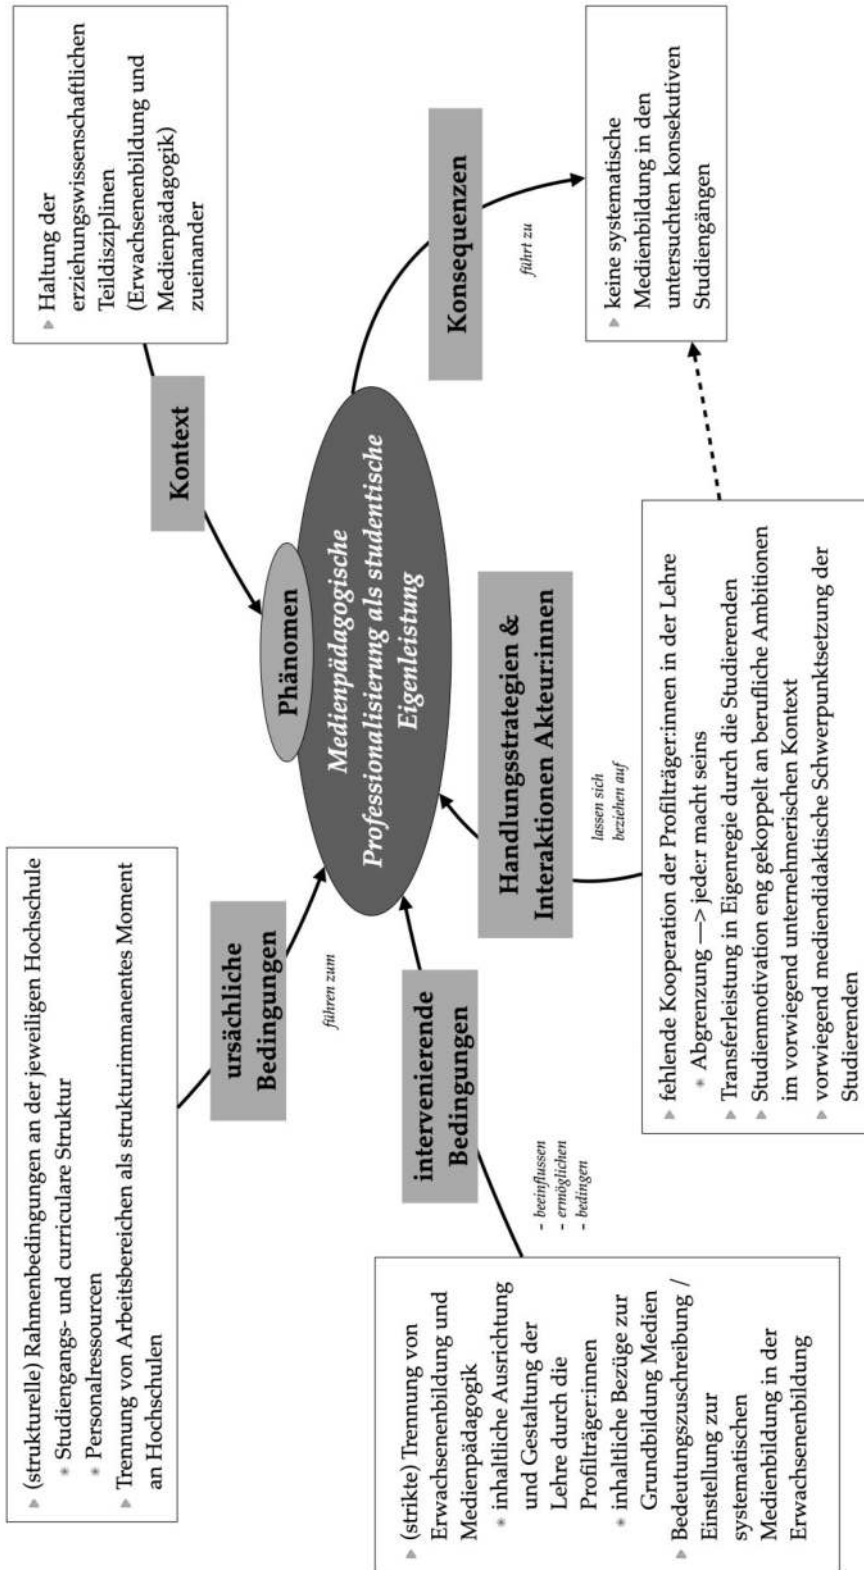 ▹ (strukturelle) Rahmenbedingungen an der jeweiligen Hochschule
* Studiengangs- und curriculare Struktur
* Personalressourcen
▹ Trennung von Arbeitsbereichen als strukturimmanentes Moment
an Hochschulen
ursächliche
Bedingungen
führen zum
▹ Haltung der
erziehungswissenschaftlichen
Teildisziplinen
(Erwachsenenbildung und
Medienpädagogik)
zueinander
Kontext
Phänomen
Medienpädagogische
Professionalisierung als studentische
Eigenleistung
▹ (strikte) Trennung von
Erwachsenenbildung und
Medienpädagogik
* inhaltliche Ausrichtung
und Gestaltung der
Lehre durch die
Profilträger:innen
* inhaltliche Bezüge zur
Grundbildung Medien
▹ Bedeutungszuschreibung /
Einstellung zur
systematischen
Medienbildung in der
Erwachsenenbildung
- beeinflussen
- ermöglichen
- bedingen
intervenierende
Bedingungen
Handlungsstrategien &
Interaktionen Akteur:innen
lassen sich
beziehen auf
▹ fehlende Kooperation der Profilträger:innen in der Lehre
* Abgrenzung —> jede:r macht seins
▹ Transferleistung in Eigenregie durch die Studierenden
▹ Studienmotivation eng gekoppelt an berufliche Ambitionen
im vorwiegend unternehmerischen Kontext
▹ vorwiegend mediendidaktische Schwerpunktsetzung der
Studierenden
Konsequenzen
führt zu
▹ keine systematische
Medienbildung in den
untersuchten konsekutiven
Studiengängen